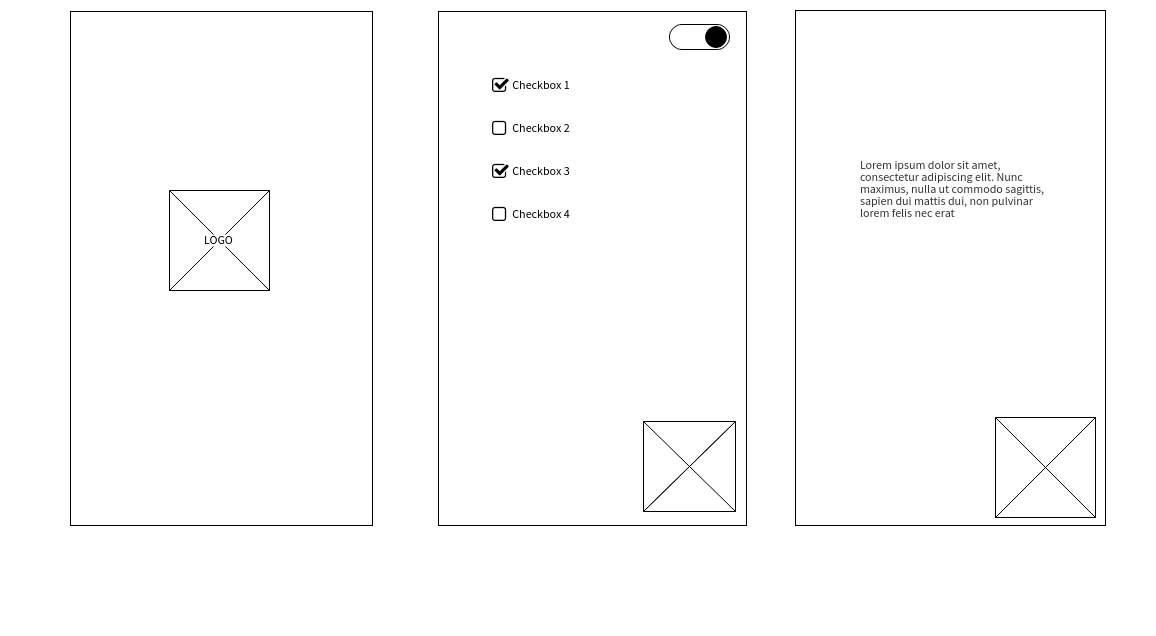 LOGO
Checkbox 1
Checkbox 2
Checkbox 3
Checkbox 4
Lorem ipsum dolor sit amet,
consectetur adipiscing elit. Nunc
maximus, nulla ut commodo sagittis,
sapien dui mattis dui, non pulvinar
lorem felis nec erat